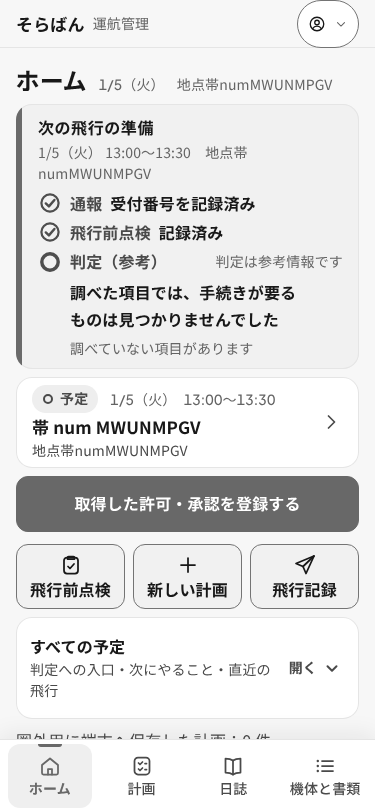 そらばん 運航管理
ホーム 1/5（火） 地点帯numMWUNMPGV
次の飛行の準備
1/5（火） 13:00〜13:30 地点帯
numMWUNMPGV
通報 受付番号を記録済み
飛行前点検 記録済み
判定（参考） 判定は参考情報です
調べた項目では、手続きが要る
ものは見つかりませんでした
調べていない項目があります
予定 1/5（火） 13:00〜13:30
帯 num MWUNMPGV
地点帯numMWUNMPGV
取得した許可・承認を登録する
飛行前点検 新しい計画 飛行記録
すべての予定
判定への入口・次にやること・直近の
飛行
開く
ホーム 計画 日誌 機体と書類